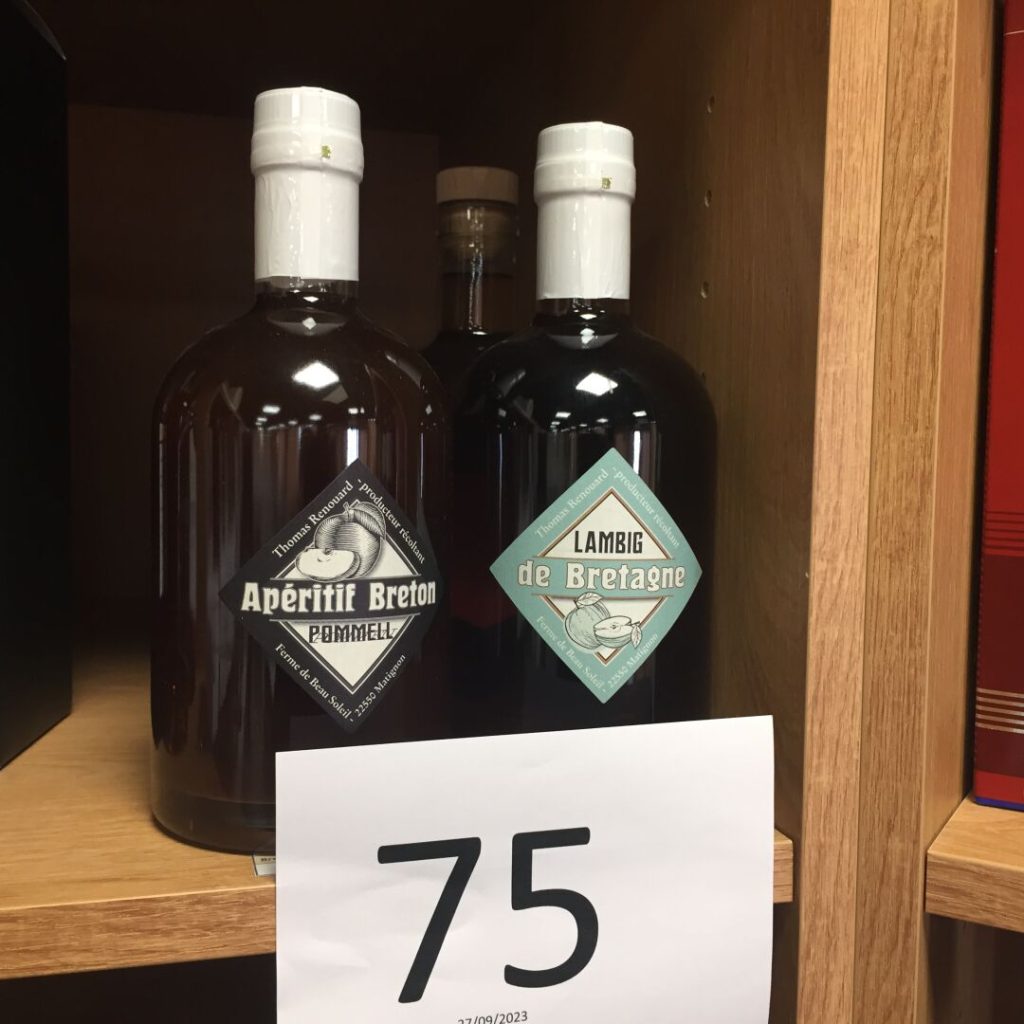 Thomas Renouard - producteur récoltant
Apéritif Breton
POMMELL
Ferme de Beau Soleil - 22550 Matignon
Thomas Renouard - producteur récoltant
LAMBIG
de Bretagne
Ferme de Beau Soleil - 22550 Matignon
75
27/09/2023